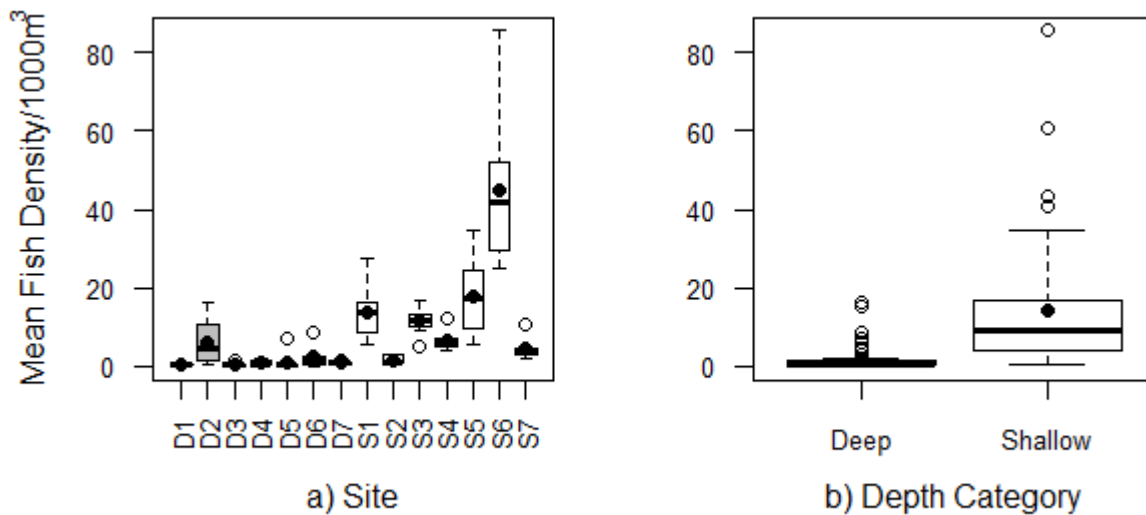 Mean Fish Density/1000m³
80
60
40
20
0
D1 D2 D3 D4 D5 D6 D7 S1 S2 S3 S4 S5 S6 S7
a) Site
80
60
40
20
0
Deep Shallow
b) Depth Category